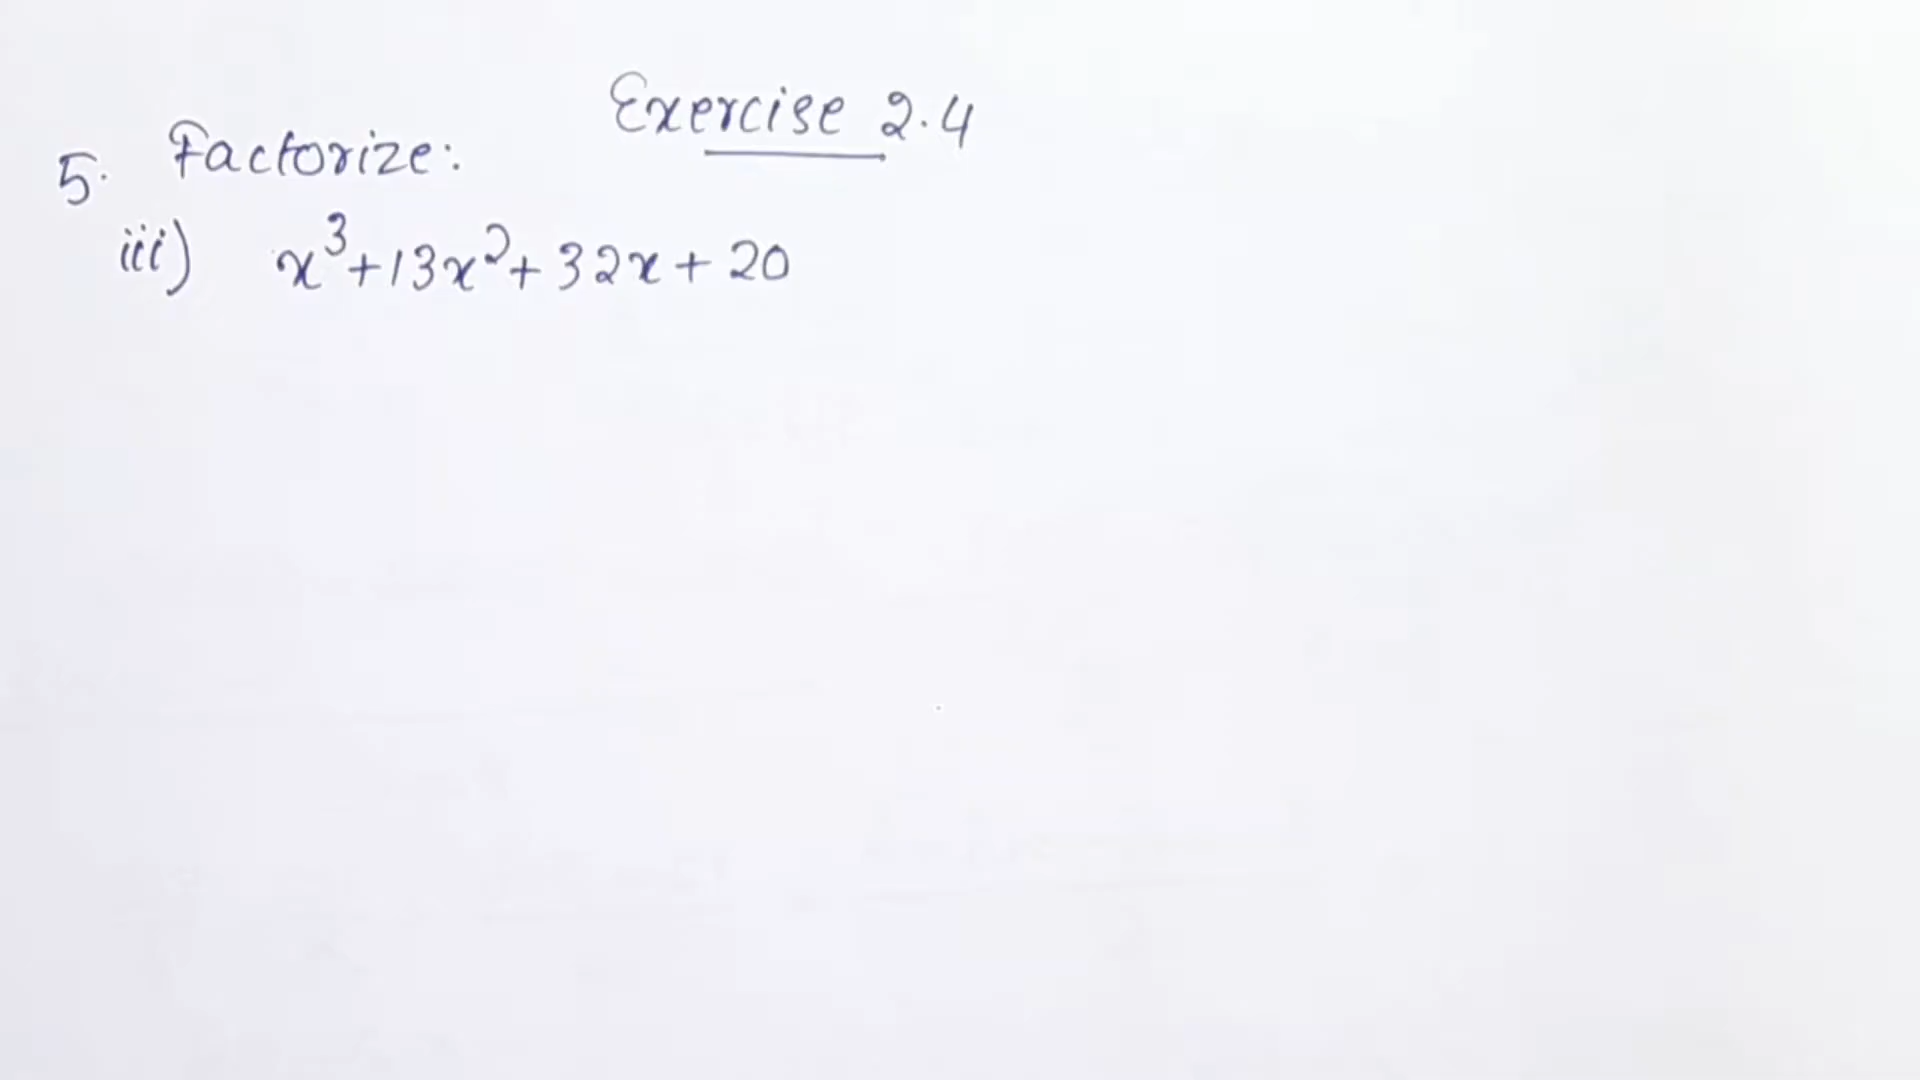 Exercise 2.4
5. Factorize:
iii) x³+13x²+32x+20